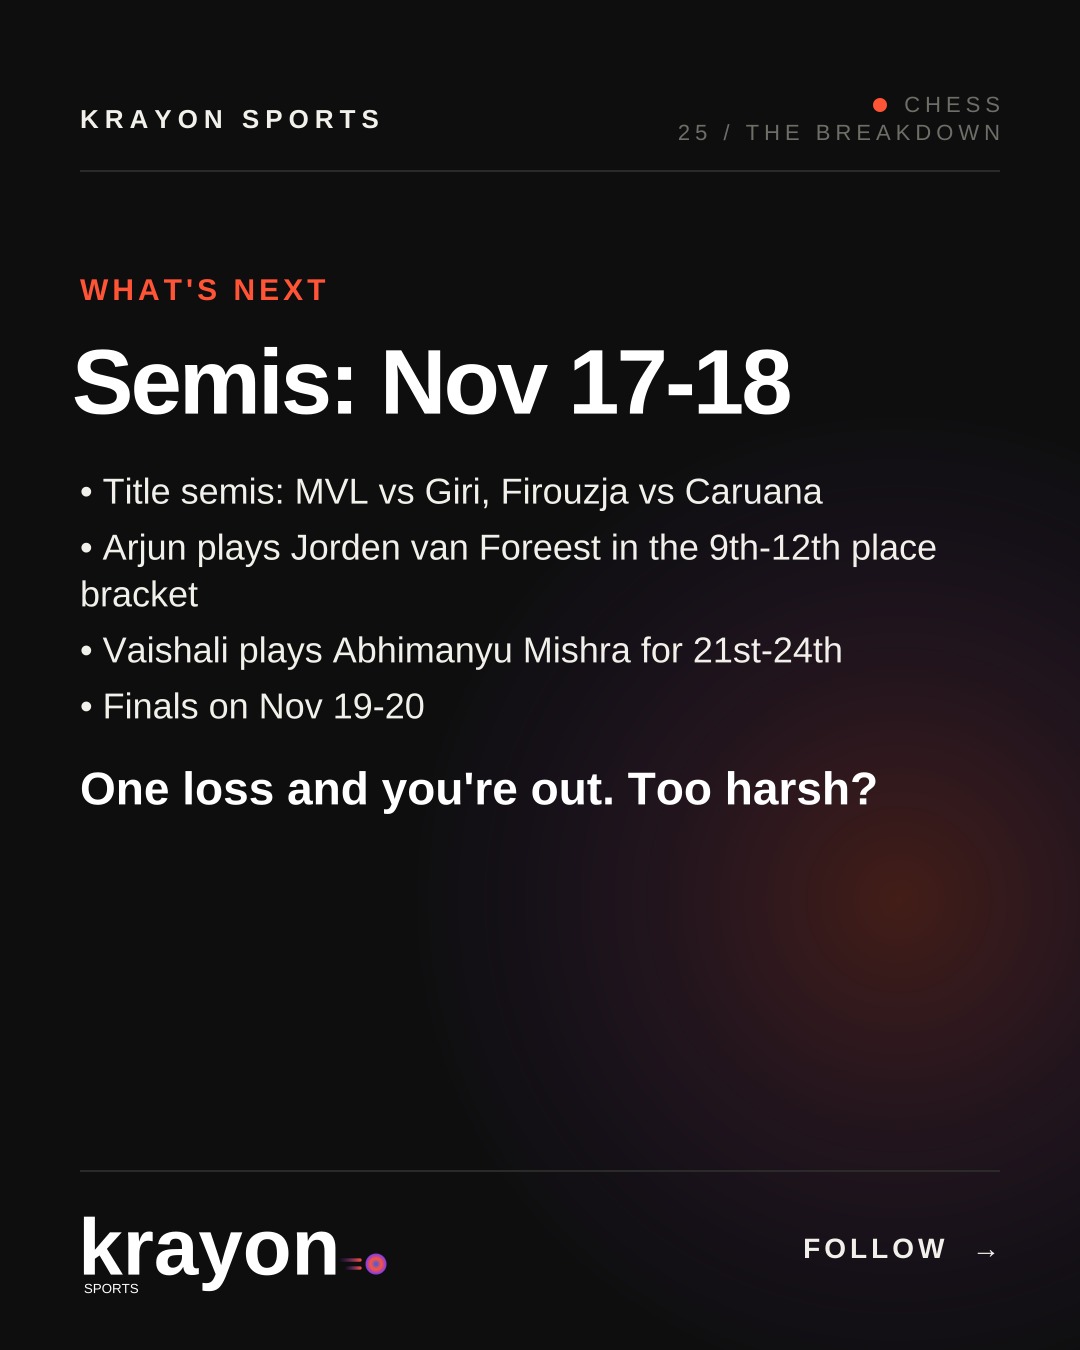 KRAYON SPORTS
● CHESS
25 / THE BREAKDOWN
WHAT'S NEXT
Semis: Nov 17-18
• Title semis: MVL vs Giri, Firouzja vs Caruana
• Arjun plays Jorden van Foreest in the 9th-12th place
bracket
• Vaishali plays Abhimanyu Mishra for 21st-24th
• Finals on Nov 19-20
One loss and you're out. Too harsh?
krayon
SPORTS
FOLLOW →